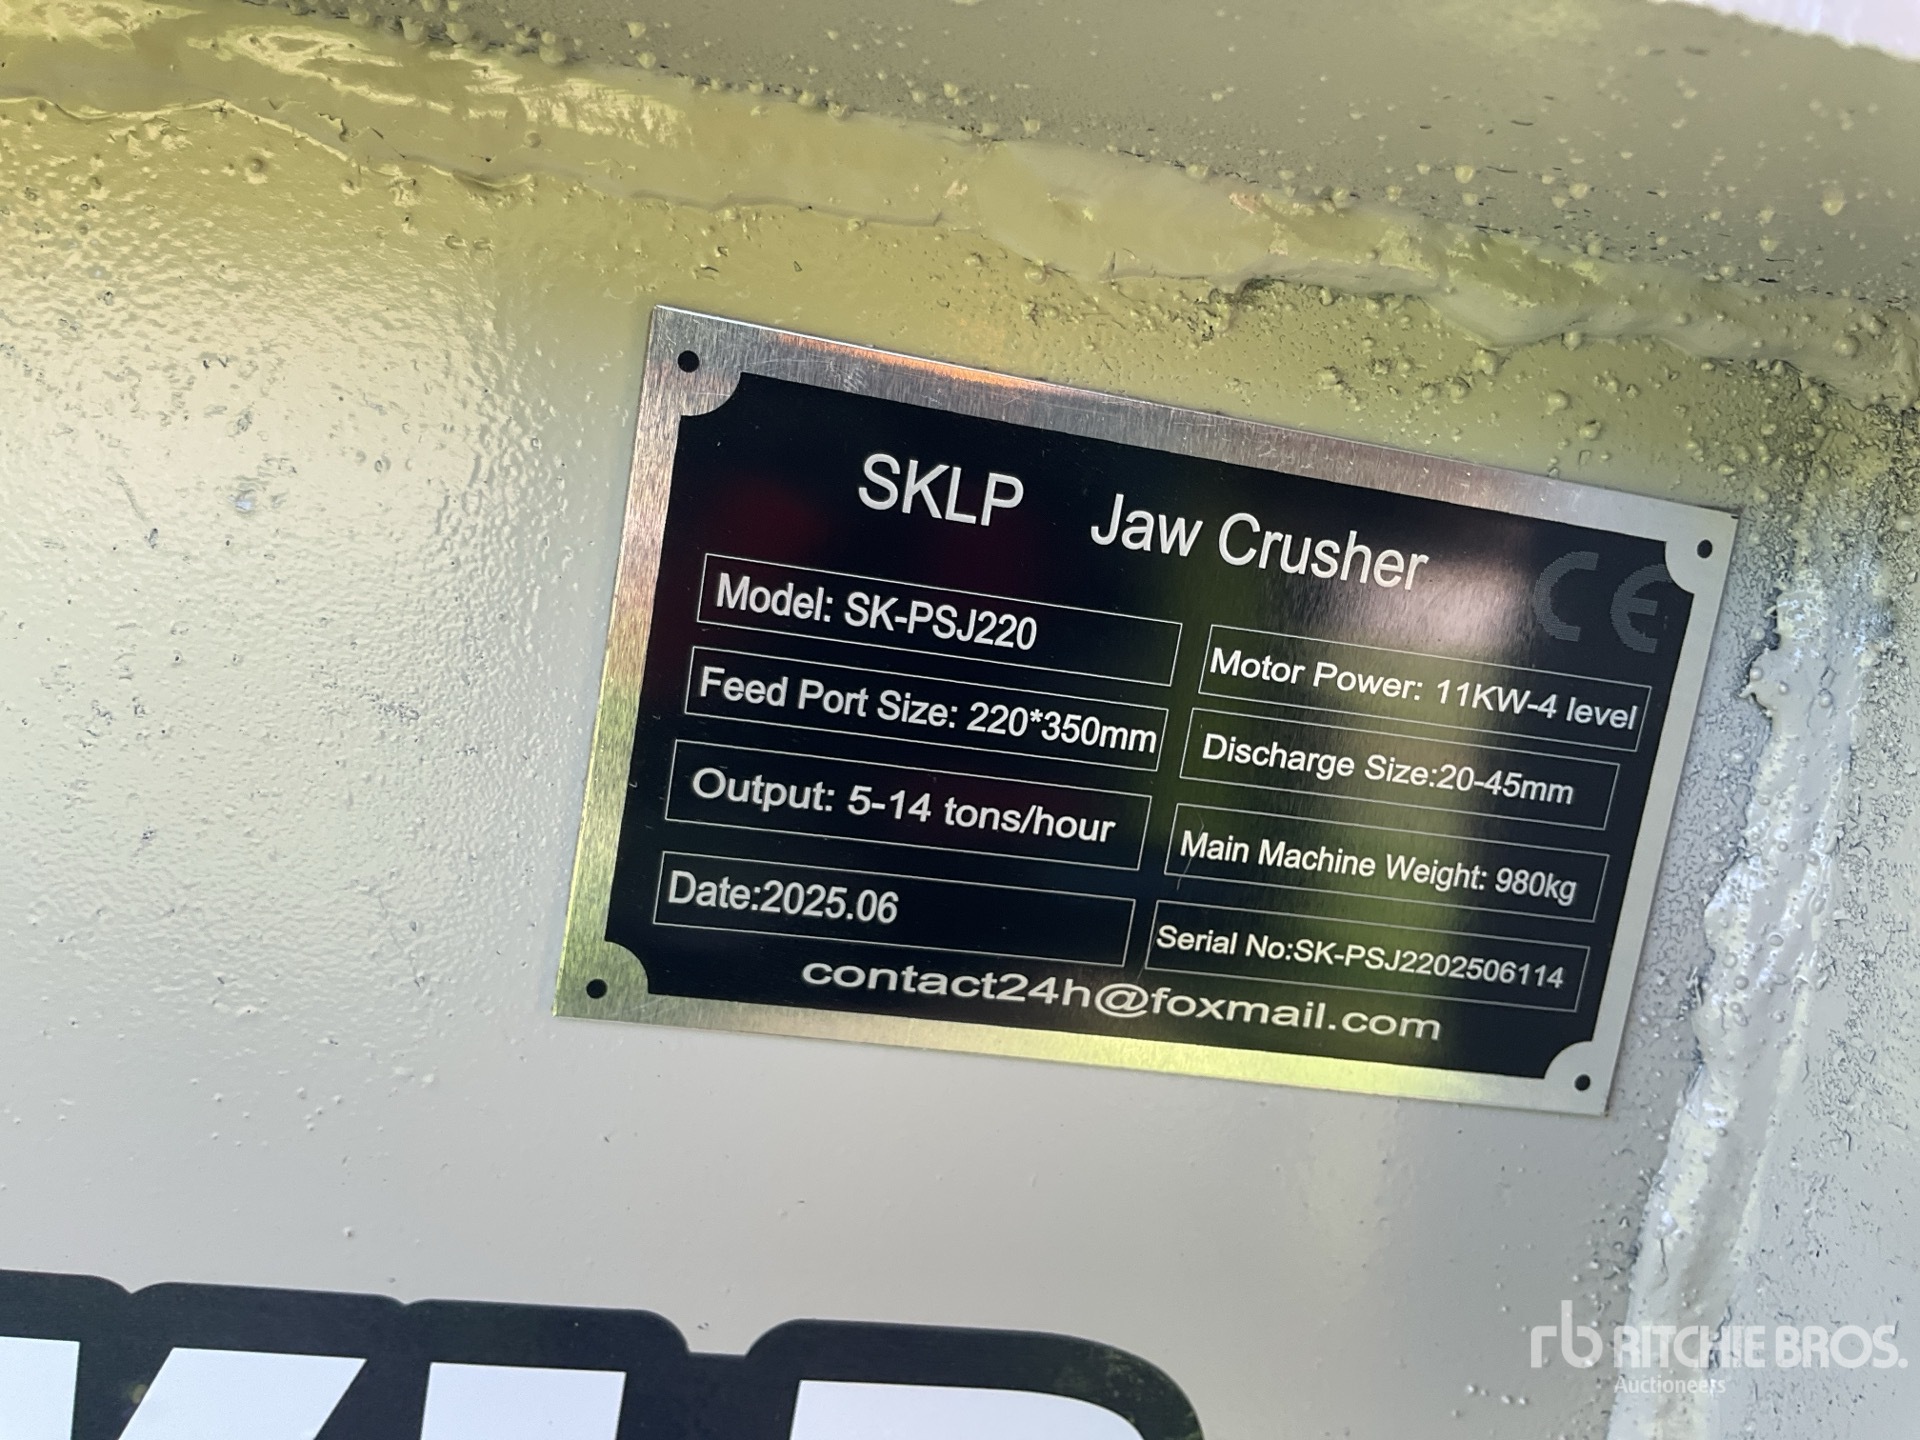 SKLP Jaw Crusher
CE
Model: SK-PSJ220
Motor Power: 11KW-4 level
Feed Port Size: 220*350mm
Discharge Size:20-45mm
Output: 5-14 tons/hour
Main Machine Weight: 980kg
Date:2025.06
Serial No:SK-PSJ2202506114
contact24h@foxmail.com
rb RITCHIE BROS.
Auctioneers